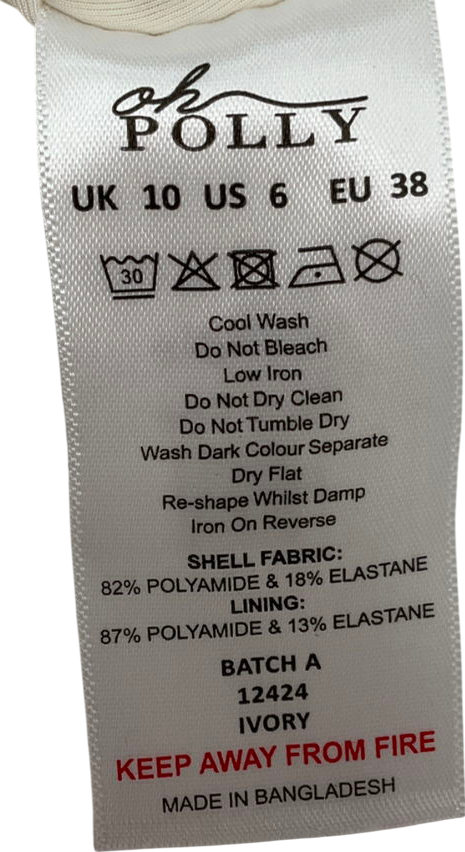 oh
POLLY
UK 10 US 6 EU 38
30
Cool Wash
Do Not Bleach
Low Iron
Do Not Dry Clean
Do Not Tumble Dry
Wash Dark Colour Separate
Dry Flat
Re-shape Whilst Damp
Iron On Reverse
SHELL FABRIC:
82% POLYAMIDE & 18% ELASTANE
LINING:
87% POLYAMIDE & 13% ELASTANE
BATCH A
12424
IVORY
KEEP AWAY FROM FIRE
MADE IN BANGLADESH